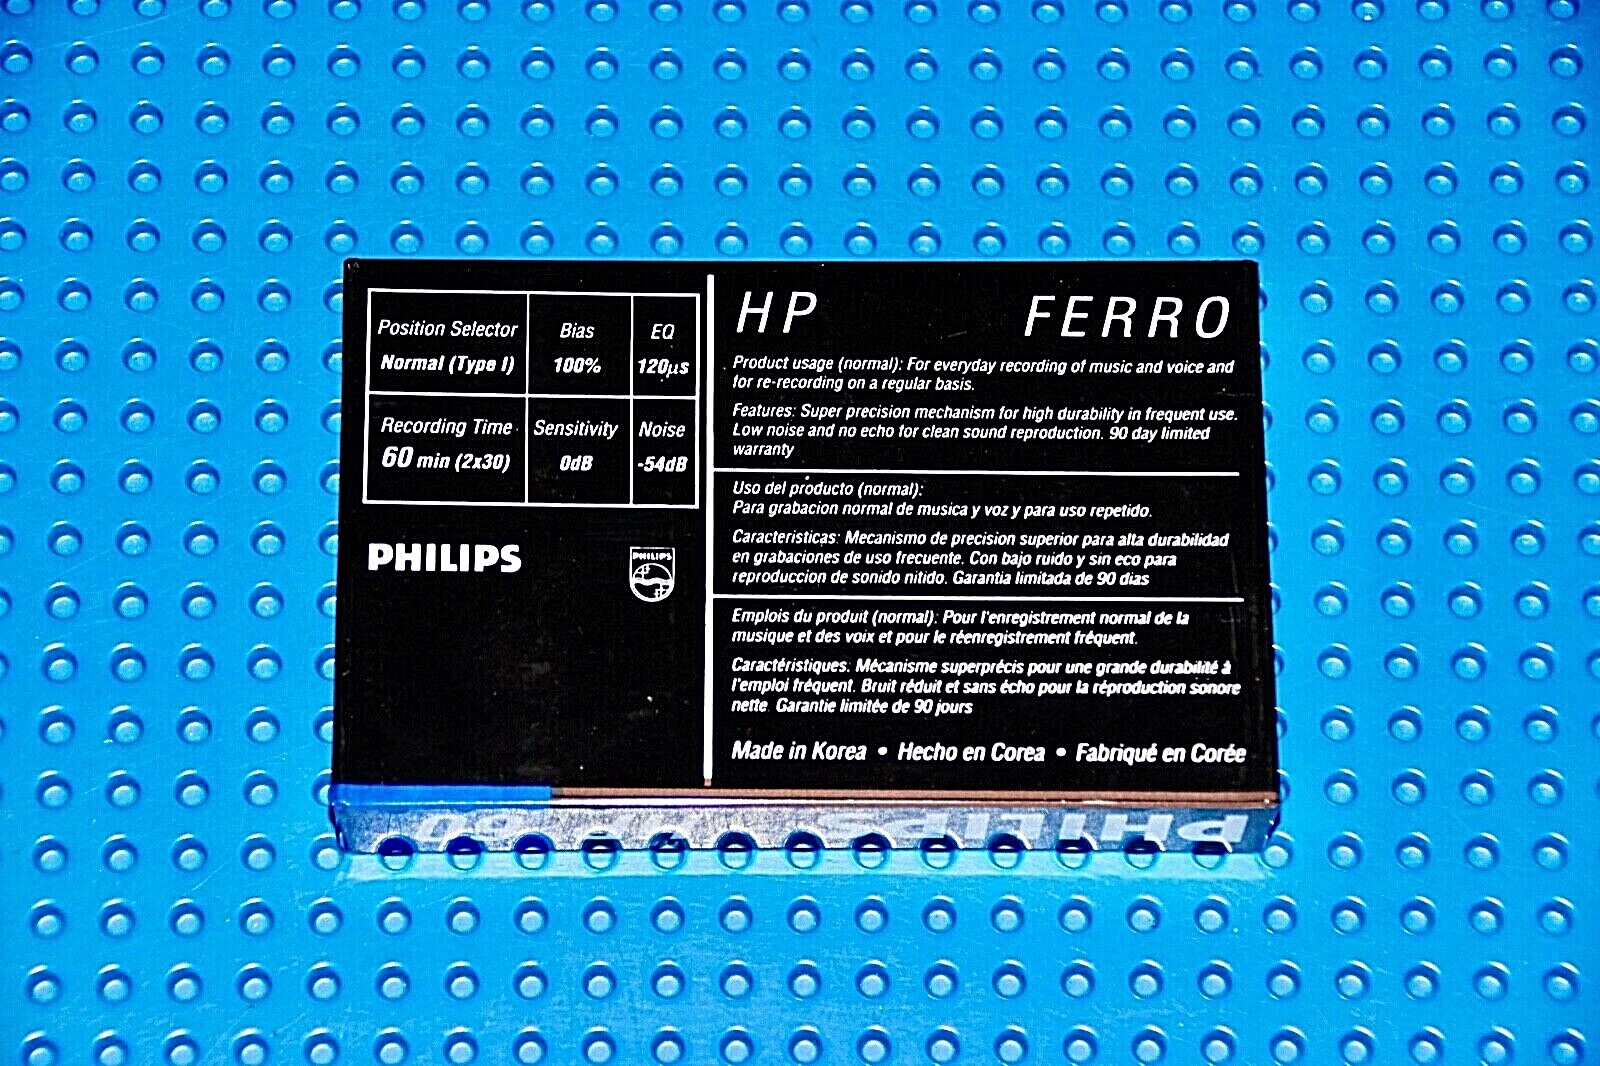 Position Selector
Normal (Type I)
Bias
100%
EQ
120µs
Recording Time
60 min (2x30)
Sensitivity
0dB
Noise
-54dB
PHILIPS
PHILIPS
HP FERRO
Product usage (normal): For everyday recording of music and voice and
for re-recording on a regular basis.
Features: Super precision mechanism for high durability in frequent use.
Low noise and no echo for clean sound reproduction. 90 day limited
warranty
Uso del producto (normal):
Para grabacion normal de musica y voz y para uso repetido.
Caracteristicas: Mecanismo de precision superior para alta durabilidad
en grabaciones de uso frecuente. Con bajo ruido y sin eco para
reproduccion de sonido nitido. Garantia limitada de 90 dias
Emplois du produit (normal): Pour l'enregistrement normal de la
musique et des voix et pour le réenregistrement fréquent.
Caractéristiques: Mécanisme superprécis pour une grande durabilité à
l'emploi fréquent. Bruit réduit et sans écho pour la réproduction sonore
nette. Garantie limitée de 90 jours
Made in Korea • Hecho en Corea • Fabriqué en Corée
PHILIPS HP 60